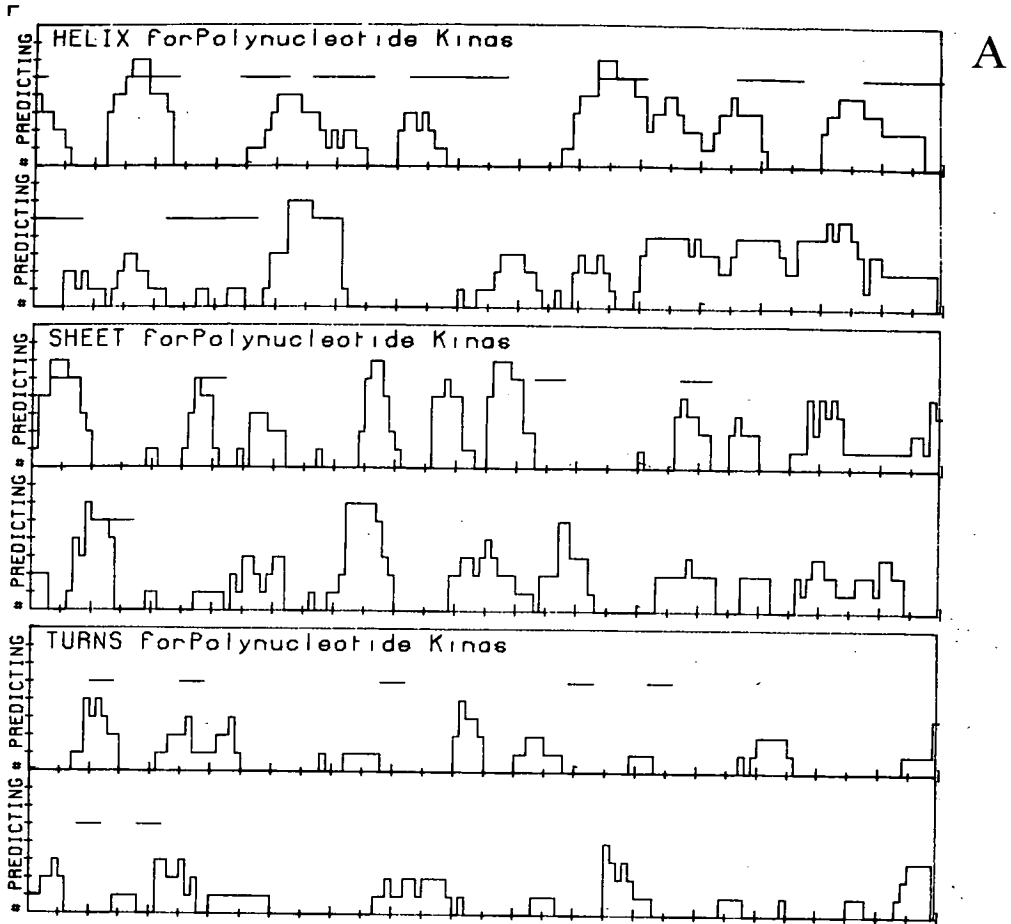 A
HELIX forPolynucleotide Kinas
# PREDICTING
# PREDICTING
SHEET forPolynucleotide Kinas
# PREDICTING
# PREDICTING
TURNS forPolynucleotide Kinas
# PREDICTING
# PREDICTING